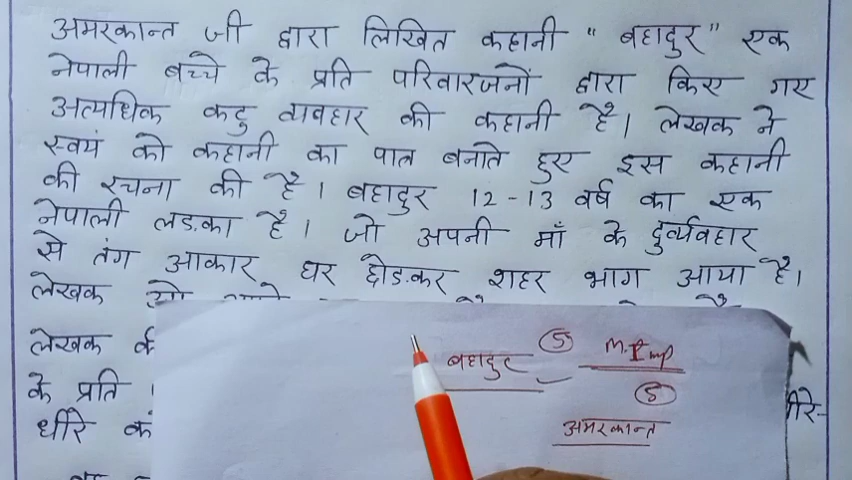 अमरकान्त जी द्वारा लिखित कहानी "बहादुर" एक
नेपाली बच्चे के प्रति परिवारजनों द्वारा किए गए
अत्यधिक कटु व्यवहार की कहानी है। लेखक ने
स्वयं को कहानी का पात्र बनाते हुए इस कहानी
की रचना की है। बहादुर 12-13 वर्ष का एक
नेपाली लड़का है। जो अपनी माँ के दुर्व्यवहार
से तंग आकार घर छोड़कर शहर भाग आया है।
लेखक
लेखक
के प्रति
धीरे
बहादुर 5
M. Imp
5
अमरकान्त